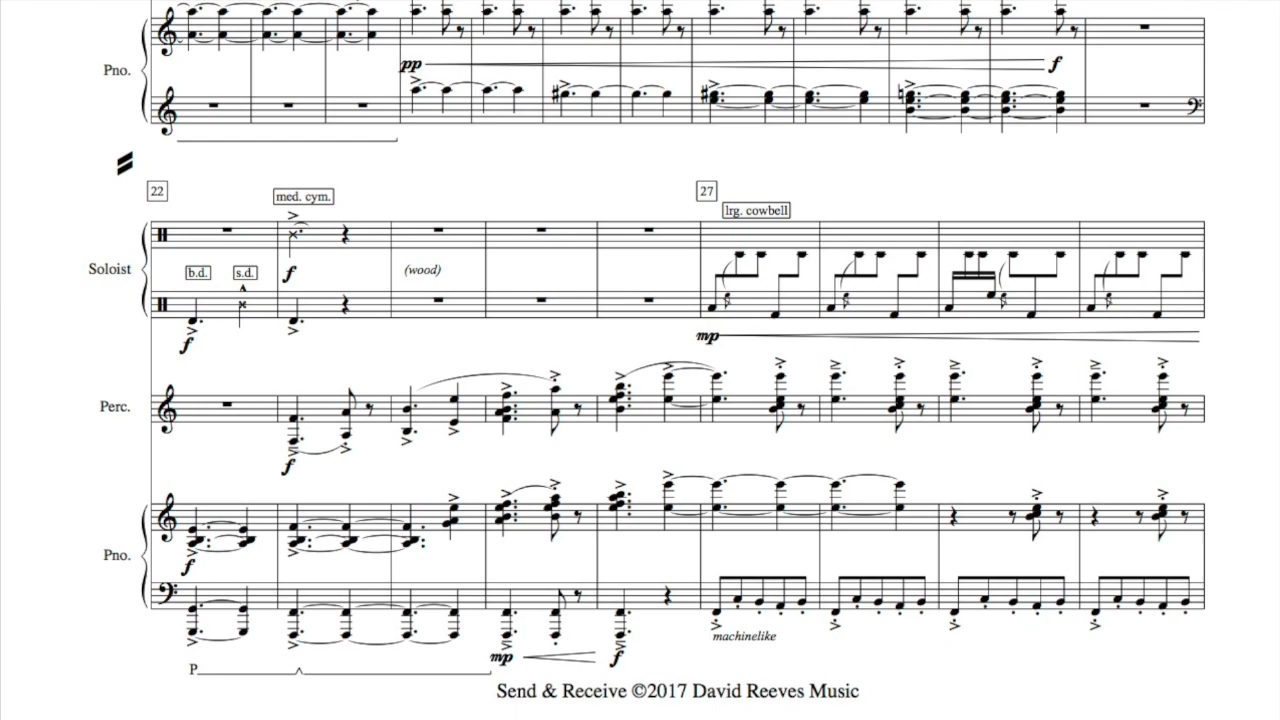 Pno.
pp
f
22
27
med. cym.
lrg. cowbell
Soloist
b.d.
s.d.
f
(wood)
f
mp
Perc.
f
Pno.
f
machinelike
mp
f
P
Send & Receive ©2017 David Reeves Music